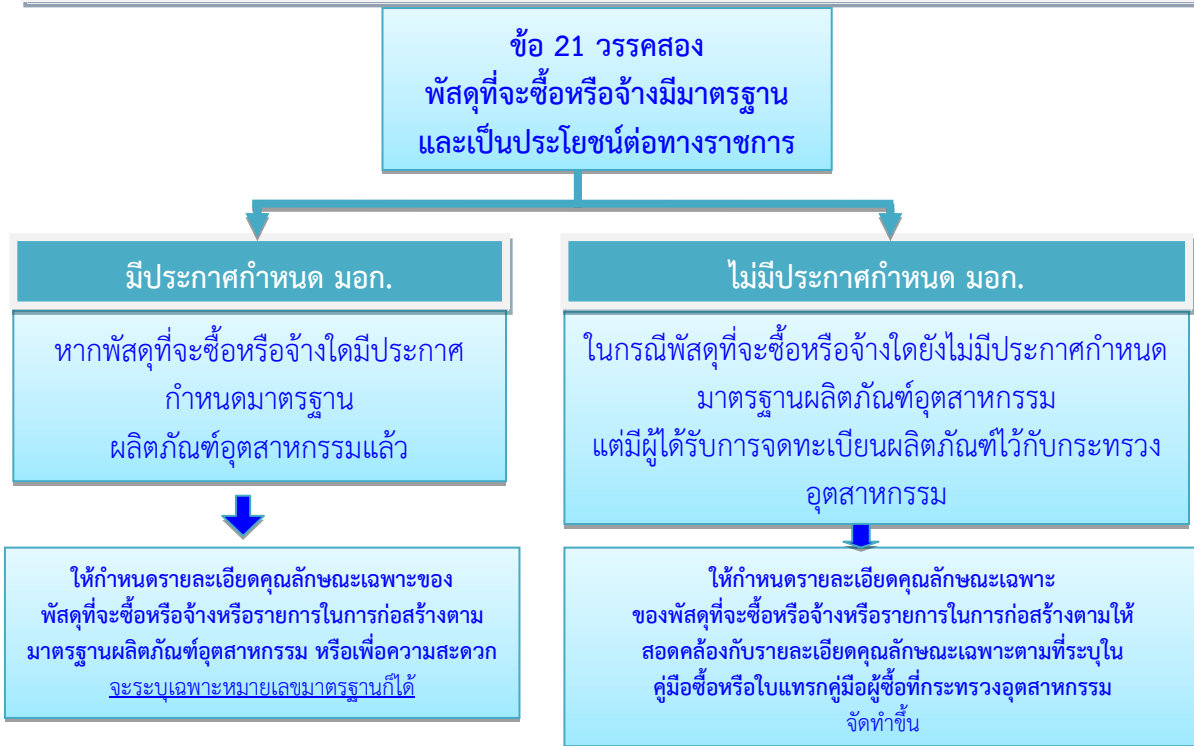 ข้อ 21 วรรคสอง
พัสดุที่จะซื้อหรือจ้างมีมาตรฐาน
และเป็นประโยชน์ต่อทางราชการ
มีประกาศกำหนด มอก.
หากพัสดุที่จะซื้อหรือจ้างใดมีประกาศ
กำหนดมาตรฐาน
ผลิตภัณฑ์อุตสาหกรรมแล้ว
ให้กำหนดรายละเอียดคุณลักษณะเฉพาะของ
พัสดุที่จะซื้อหรือจ้างหรือรายการในการก่อสร้างตาม
มาตรฐานผลิตภัณฑ์อุตสาหกรรม หรือเพื่อความสะดวก
จะระบุเฉพาะหมายเลขมาตรฐานก็ได้
ไม่มีประกาศกำหนด มอก.
ในกรณีพัสดุที่จะซื้อหรือจ้างใดยังไม่มีประกาศกำหนด
มาตรฐานผลิตภัณฑ์อุตสาหกรรม
แต่มีผู้ได้รับการจดทะเบียนผลิตภัณฑ์ไว้กับกระทรวง
อุตสาหกรรม
ให้กำหนดรายละเอียดคุณลักษณะเฉพาะ
ของพัสดุที่จะซื้อหรือจ้างหรือรายการในการก่อสร้างตามให้
สอดคล้องกับรายละเอียดคุณลักษณะเฉพาะตามที่ระบุใน
คู่มือซื้อหรือใบแทรกคู่มือผู้ซื้อที่กระทรวงอุตสาหกรรม
จัดทำขึ้น